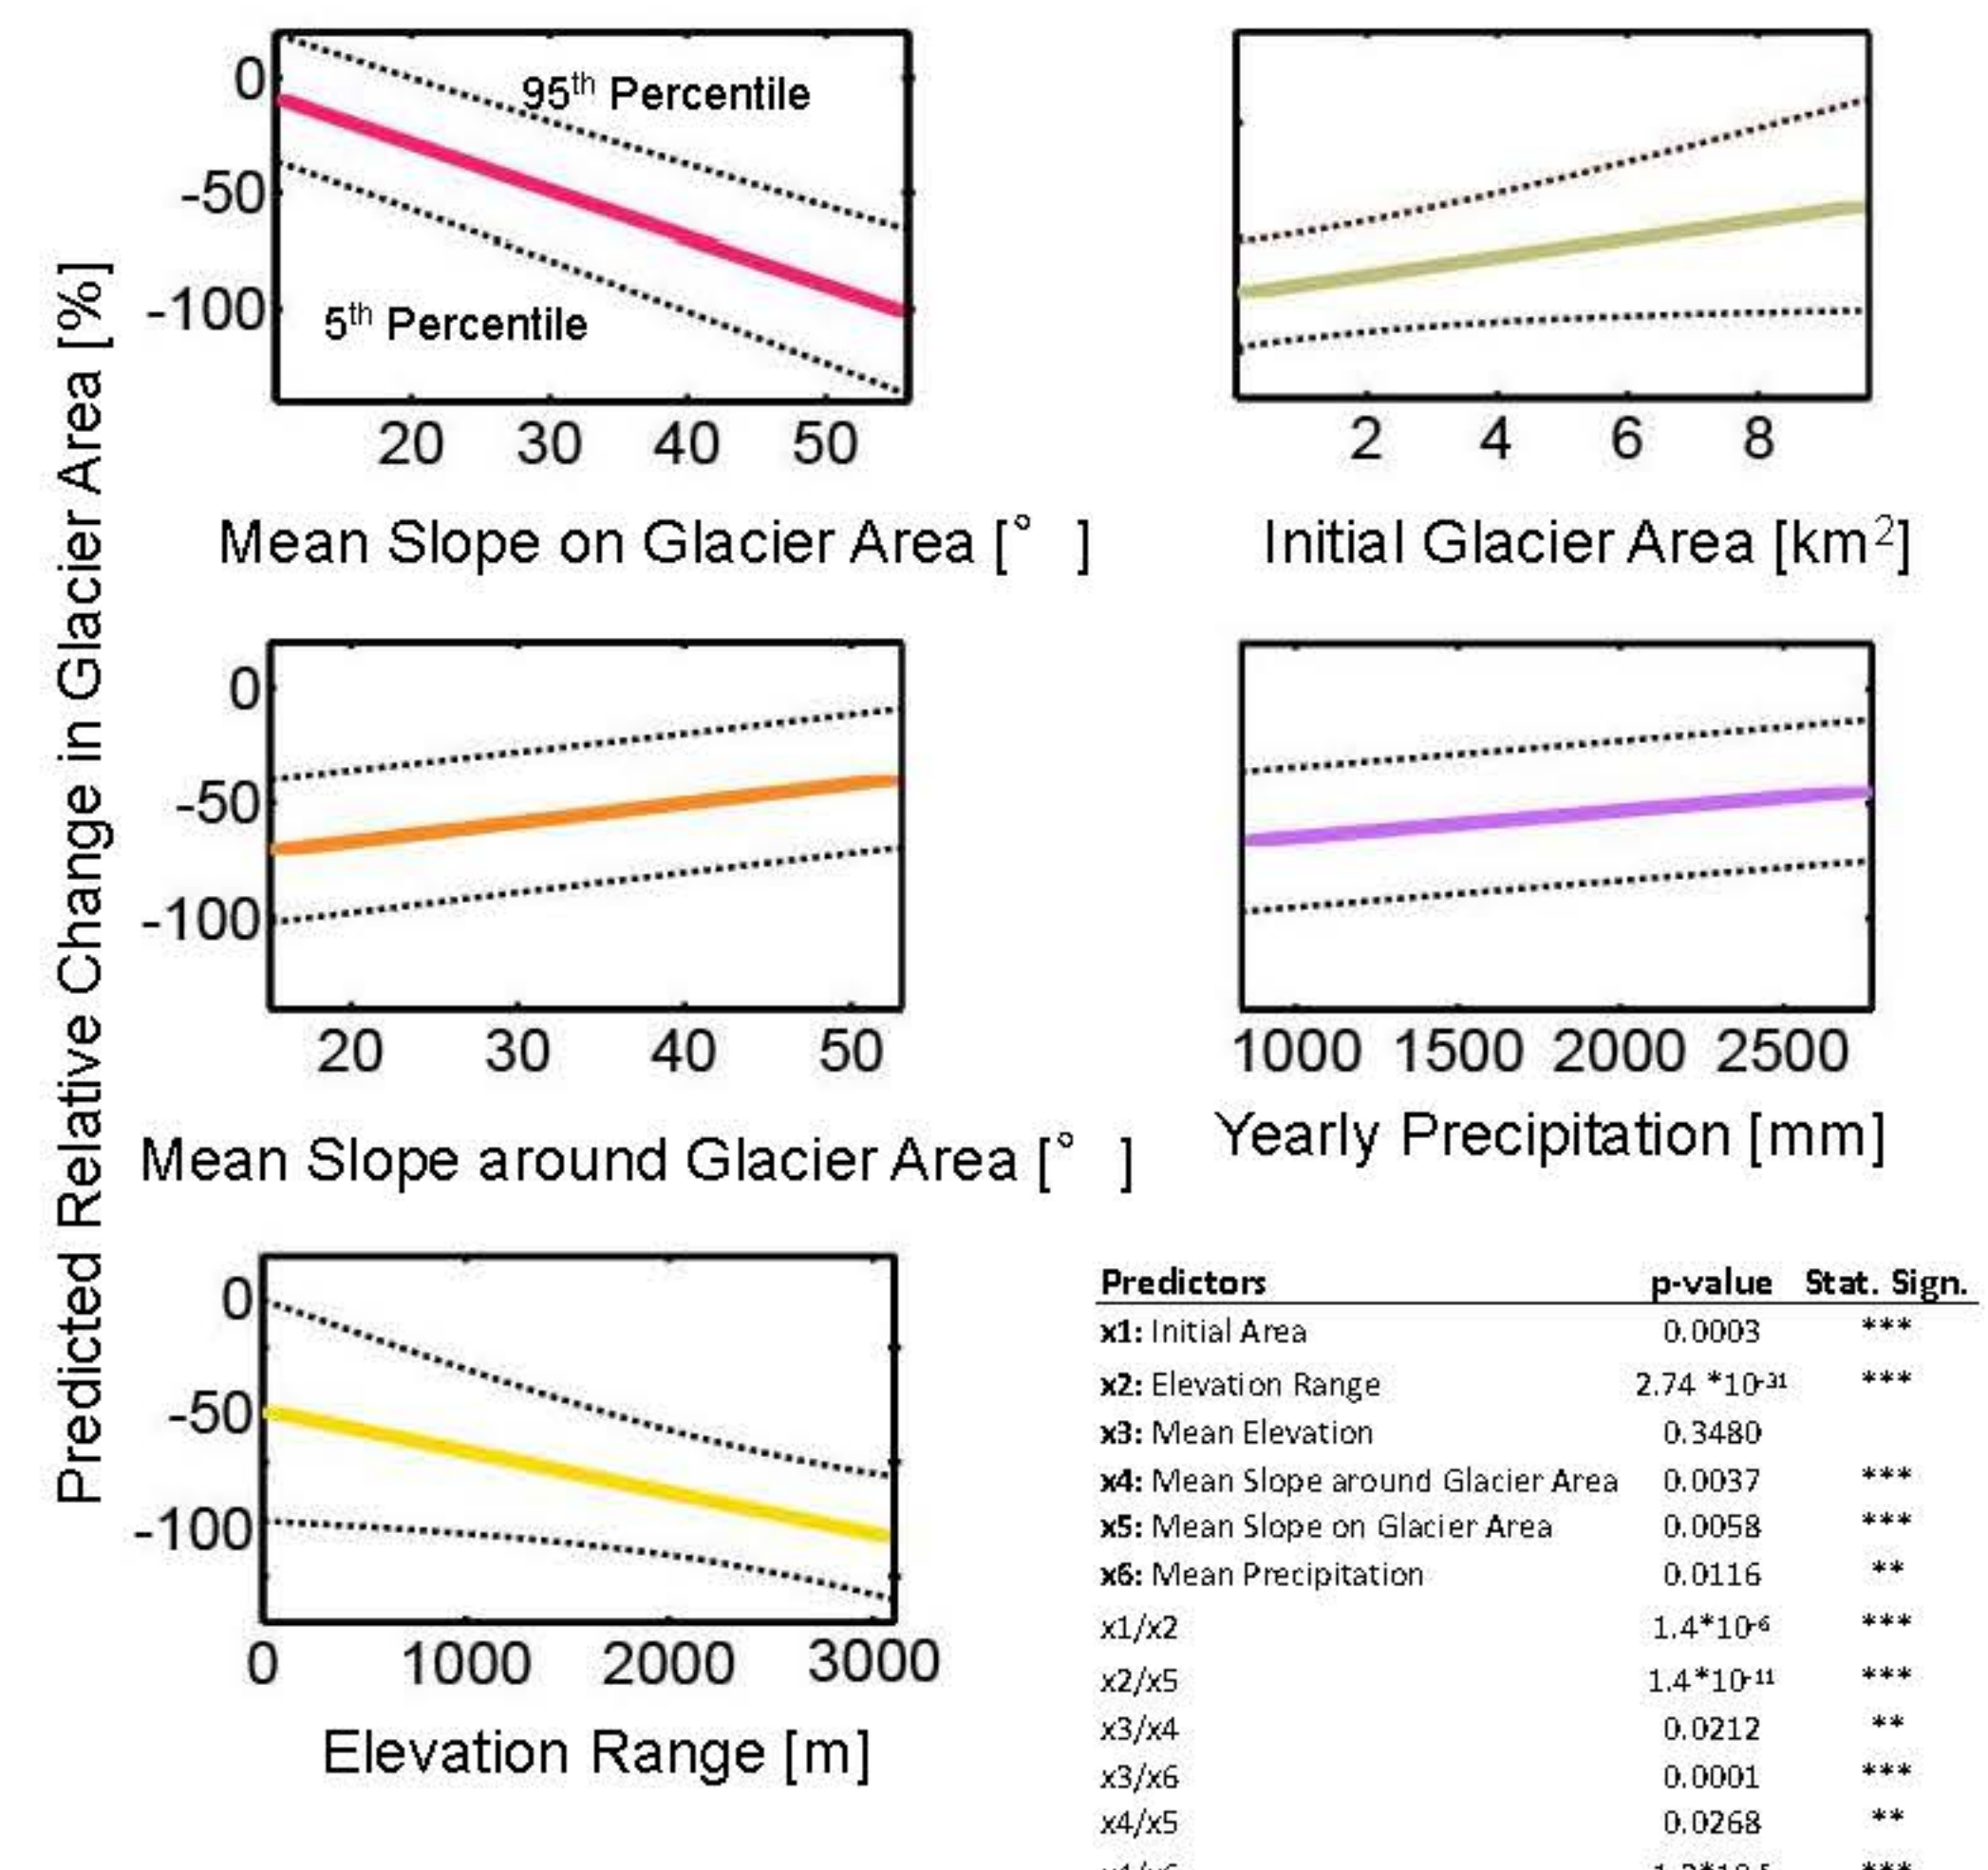 Predicted Relative Change in Glacier Area [%]
0
-50
-100
95th Percentile
5th Percentile
20 30 40 50
Mean Slope on Glacier Area [° ]
2 4 6 8
Initial Glacier Area [km²]
0
-50
-100
20 30 40 50
Mean Slope around Glacier Area [° ]
1000 1500 2000 2500
Yearly Precipitation [mm]
0
-50
-100
0 1000 2000 3000
Elevation Range [m]
Predictors p-value Stat. Sign.
x1: Initial Area 0.0003 ***
x2: Elevation Range 2.74 *10-31 ***
x3: Mean Elevation 0.3480
x4: Mean Slope around Glacier Area 0.0037 ***
x5: Mean Slope on Glacier Area 0.0058 ***
x6: Mean Precipitation 0.0116 **
x1/x2 1.4*10-6 ***
x2/x5 1.4*10-11 ***
x3/x4 0.0212 **
x3/x6 0.0001 ***
x4/x5 0.0268 **